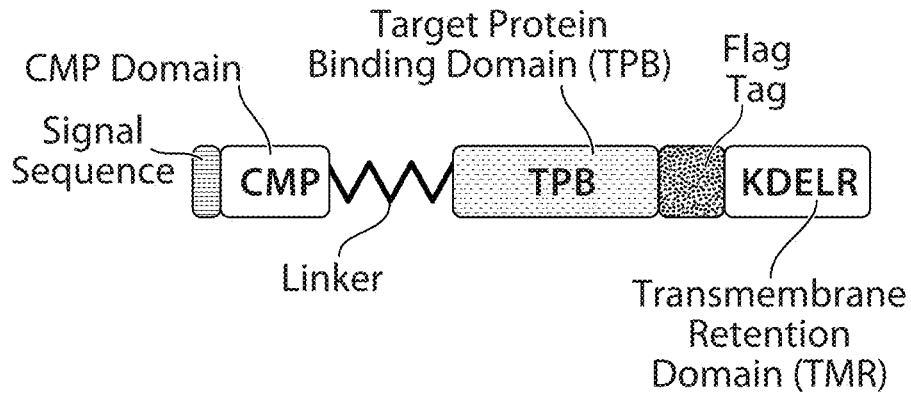 Target Protein
Binding Domain (TPB)
Flag
Tag
CMP Domain
Signal
Sequence
CMP
TPB
KDELR
Linker
Transmembrane
Retention
Domain (TMR)